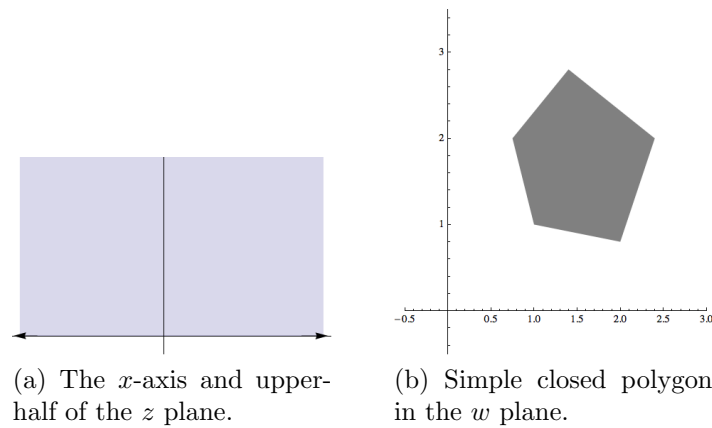 3
2
1
−0.5 0.5 1.0 1.5 2.0 2.5 3.0
(a) The x-axis and upper-
half of the z plane.
(b) Simple closed polygon
in the w plane.